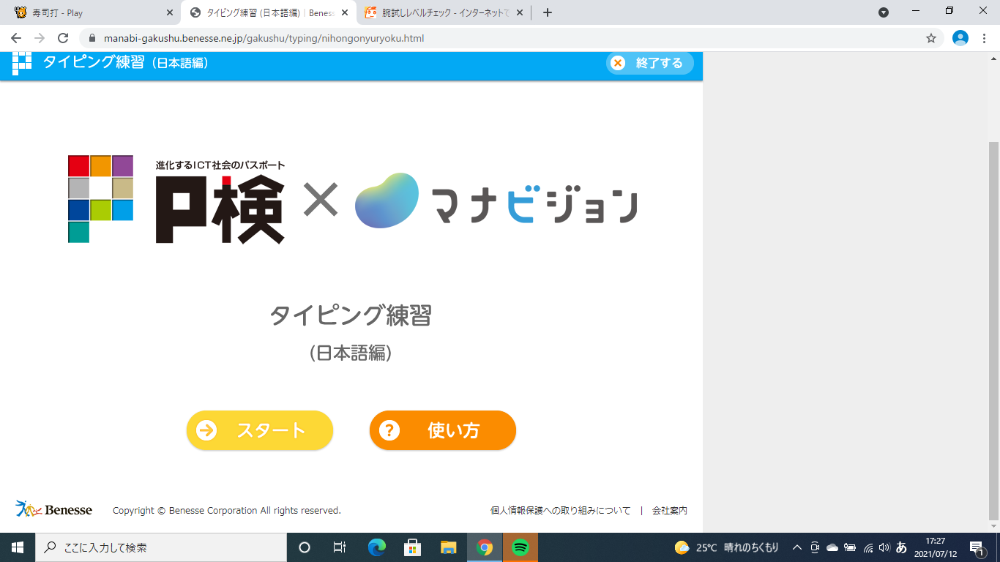 寿司打 - Play
タイピング練習 (日本語編) | Beness
腕試しレベルチェック - インターネットで
manabi-gakushu.benesse.ne.jp/gakushu/typing/nihongonyuryoku.html
タイピング練習 (日本語編)
終了する
進化するICT社会のパスポート
P検 × マナビジョン
タイピング練習
(日本語編)
スタート
使い方
Benesse
Copyright © Benesse Corporation All rights reserved.
個人情報保護への取り組みについて | 会社案内
ここに入力して検索
25℃ 晴れのちくもり
あ
17:27
2021/07/12
1